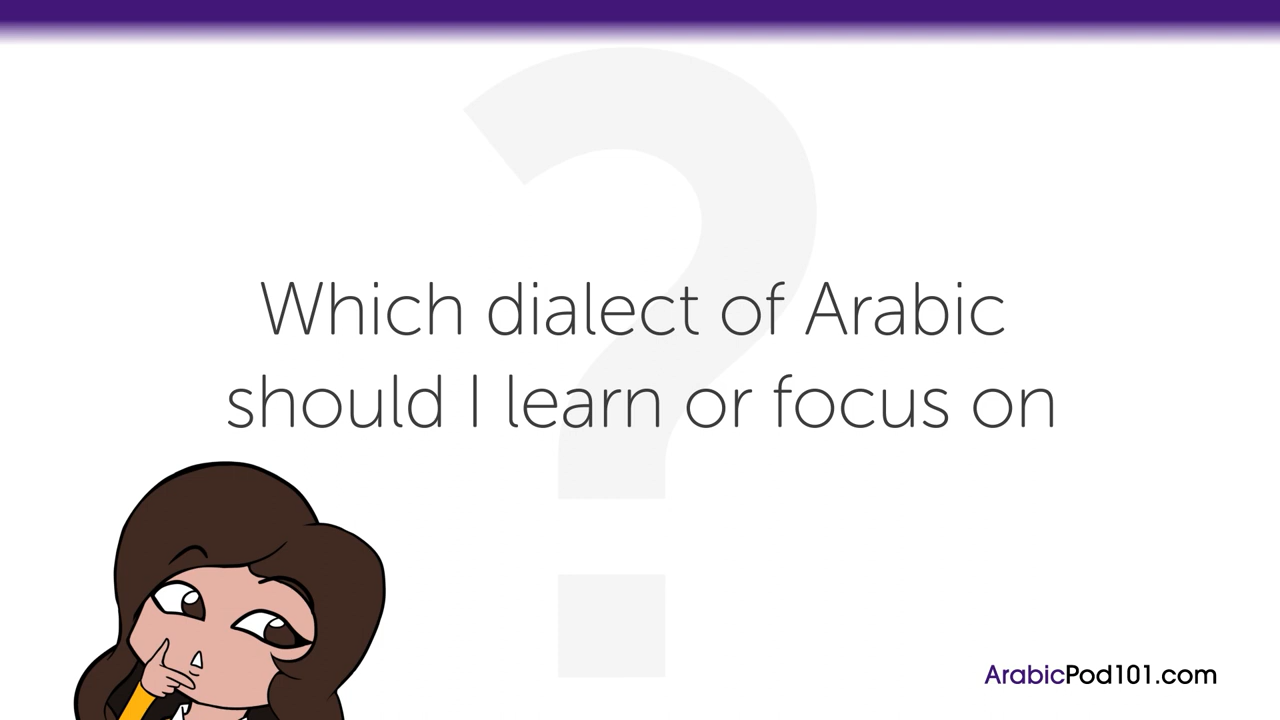 Which dialect of Arabic
should I learn or focus on
ArabicPod101.com